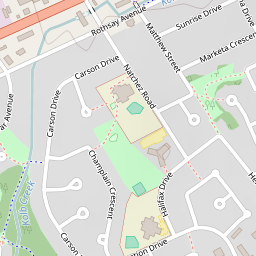 Rothsay Avenue
Sunrise Drive
Matthew Street
Marketa Crescent
Natchez Road
Carson Drive
Carson Drive
Avenue
Champlain Crescent
Halifax Drive
Carson
Drive